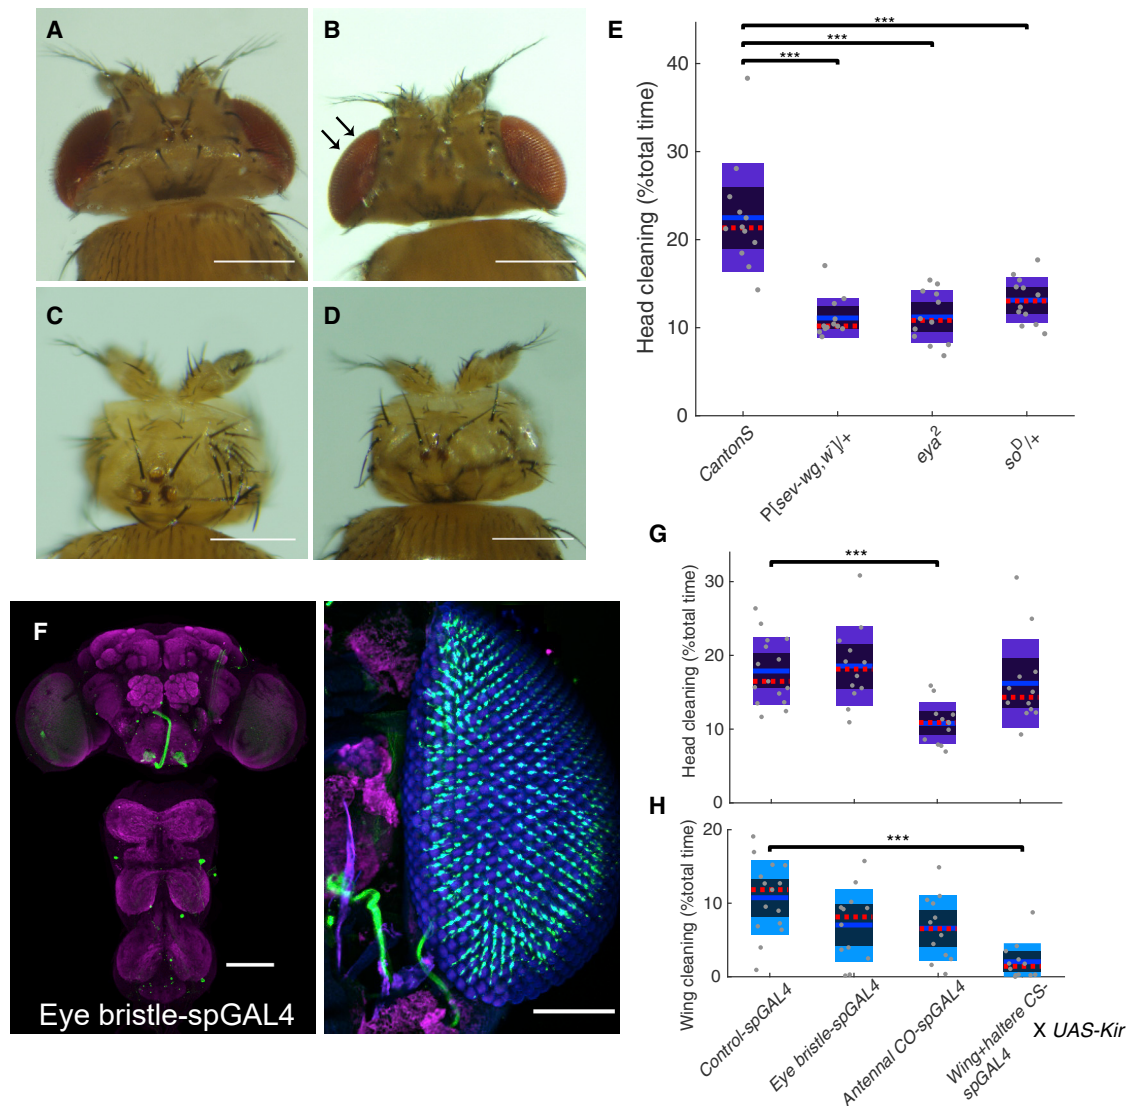 A
B
C
D
E
Head cleaning (%total time)
40
30
20
10
0
***
***
***
CantonS
P[sev-wg,w⁻]/+
eya²
soᴰ/+
F
Eye bristle-spGAL4
G
Head cleaning (%total time)
30
20
10
0
***
H
Wing cleaning (%total time)
20
10
0
***
Control-spGAL4
Eye bristle-spGAL4
Antennal CO-spGAL4
Wing+haltere CS-
spGAL4
X UAS-Kir